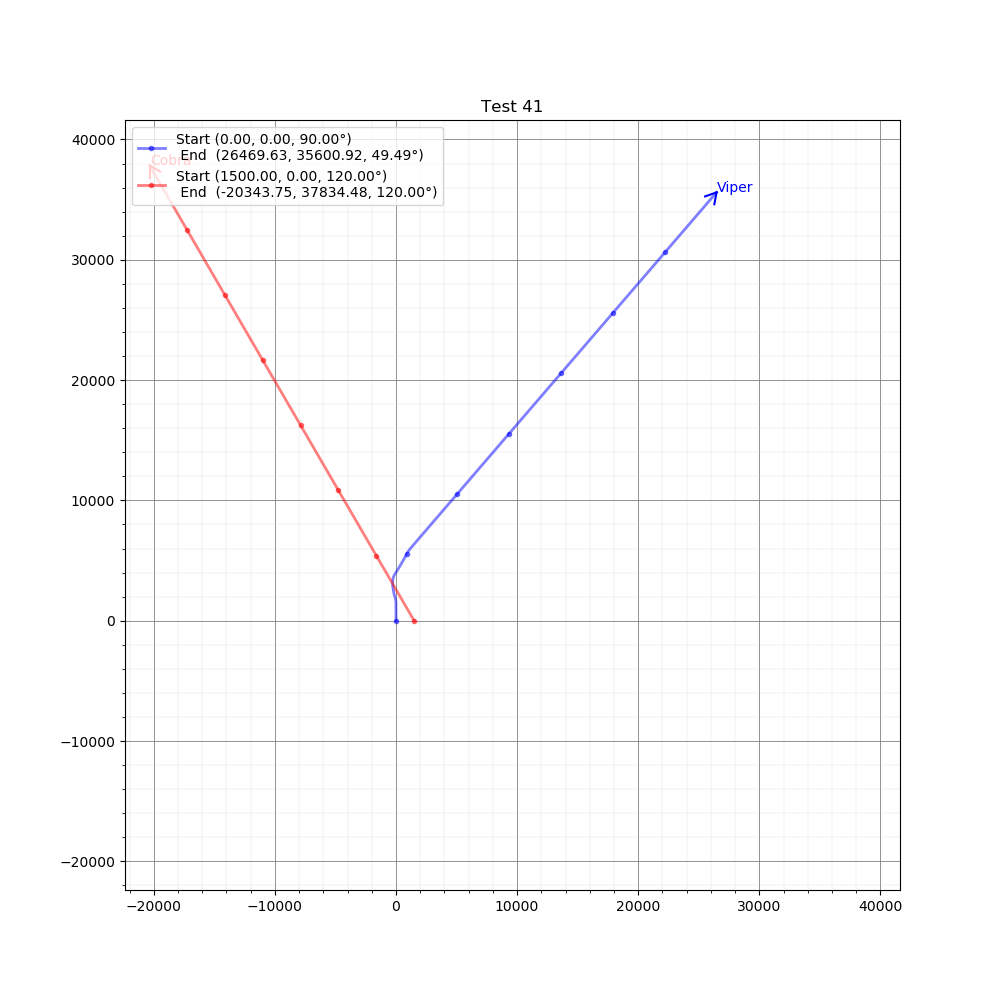 Test 41
Start (0.00, 0.00, 90.00°)
End (26469.63, 35600.92, 49.49°)
Start (1500.00, 0.00, 120.00°)
End (-20343.75, 37834.48, 120.00°)
Cobra
Viper
40000
30000
20000
10000
0
−10000
−20000
−20000 −10000 0 10000 20000 30000 40000